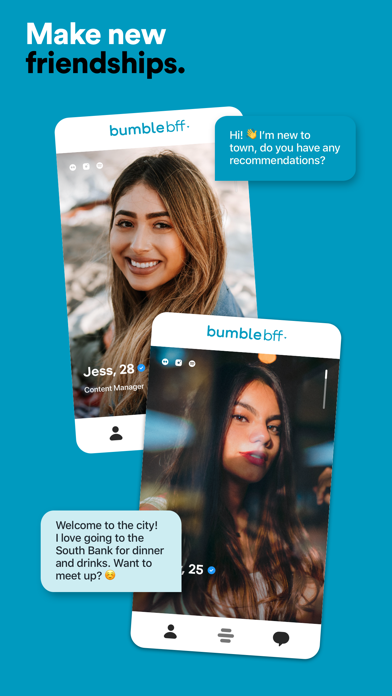 Make new
friendships.
bumble bff.
Hi! 👋 I'm new to
town, do you have any
recommendations?
Jess, 28
Content Manager
bumble bff.
Welcome to the city!
I love going to the
South Bank for dinner
and drinks. Want to
meet up? ☺️
, 25